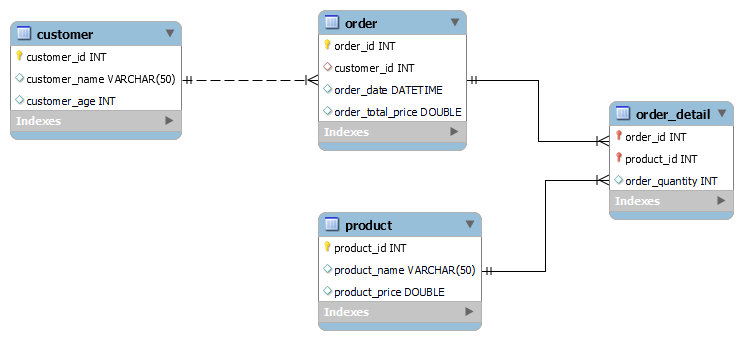 customer
customer_id INT
customer_name VARCHAR(50)
customer_age INT
Indexes
order
order_id INT
customer_id INT
order_date DATETIME
order_total_price DOUBLE
Indexes
order_detail
order_id INT
product_id INT
order_quantity INT
Indexes
product
product_id INT
product_name VARCHAR(50)
product_price DOUBLE
Indexes